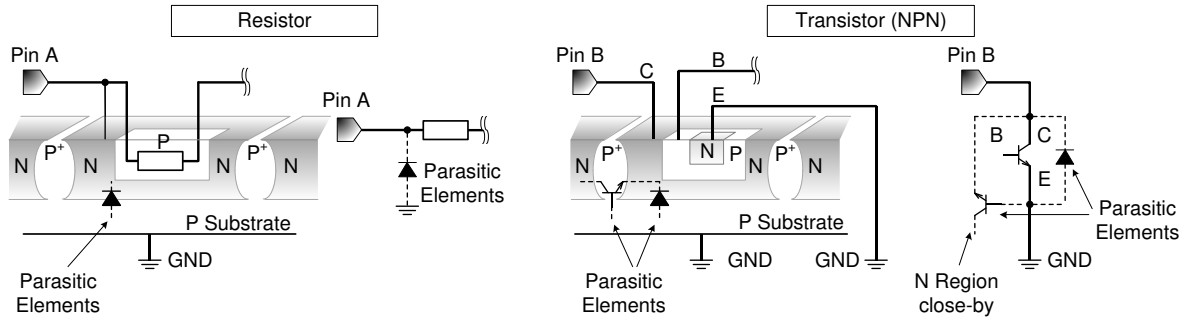 Resistor
Transistor (NPN)
Pin A
Pin A
N
P+
N
P
N
P+
N
Parasitic
Elements
P Substrate
GND
Parasitic
Elements
Pin B
C
B
E
N
P+
N
N
P
N
P+
N
P Substrate
GND
GND
Parasitic
Elements
Pin B
B
C
E
Parasitic
Elements
N Region
close-by